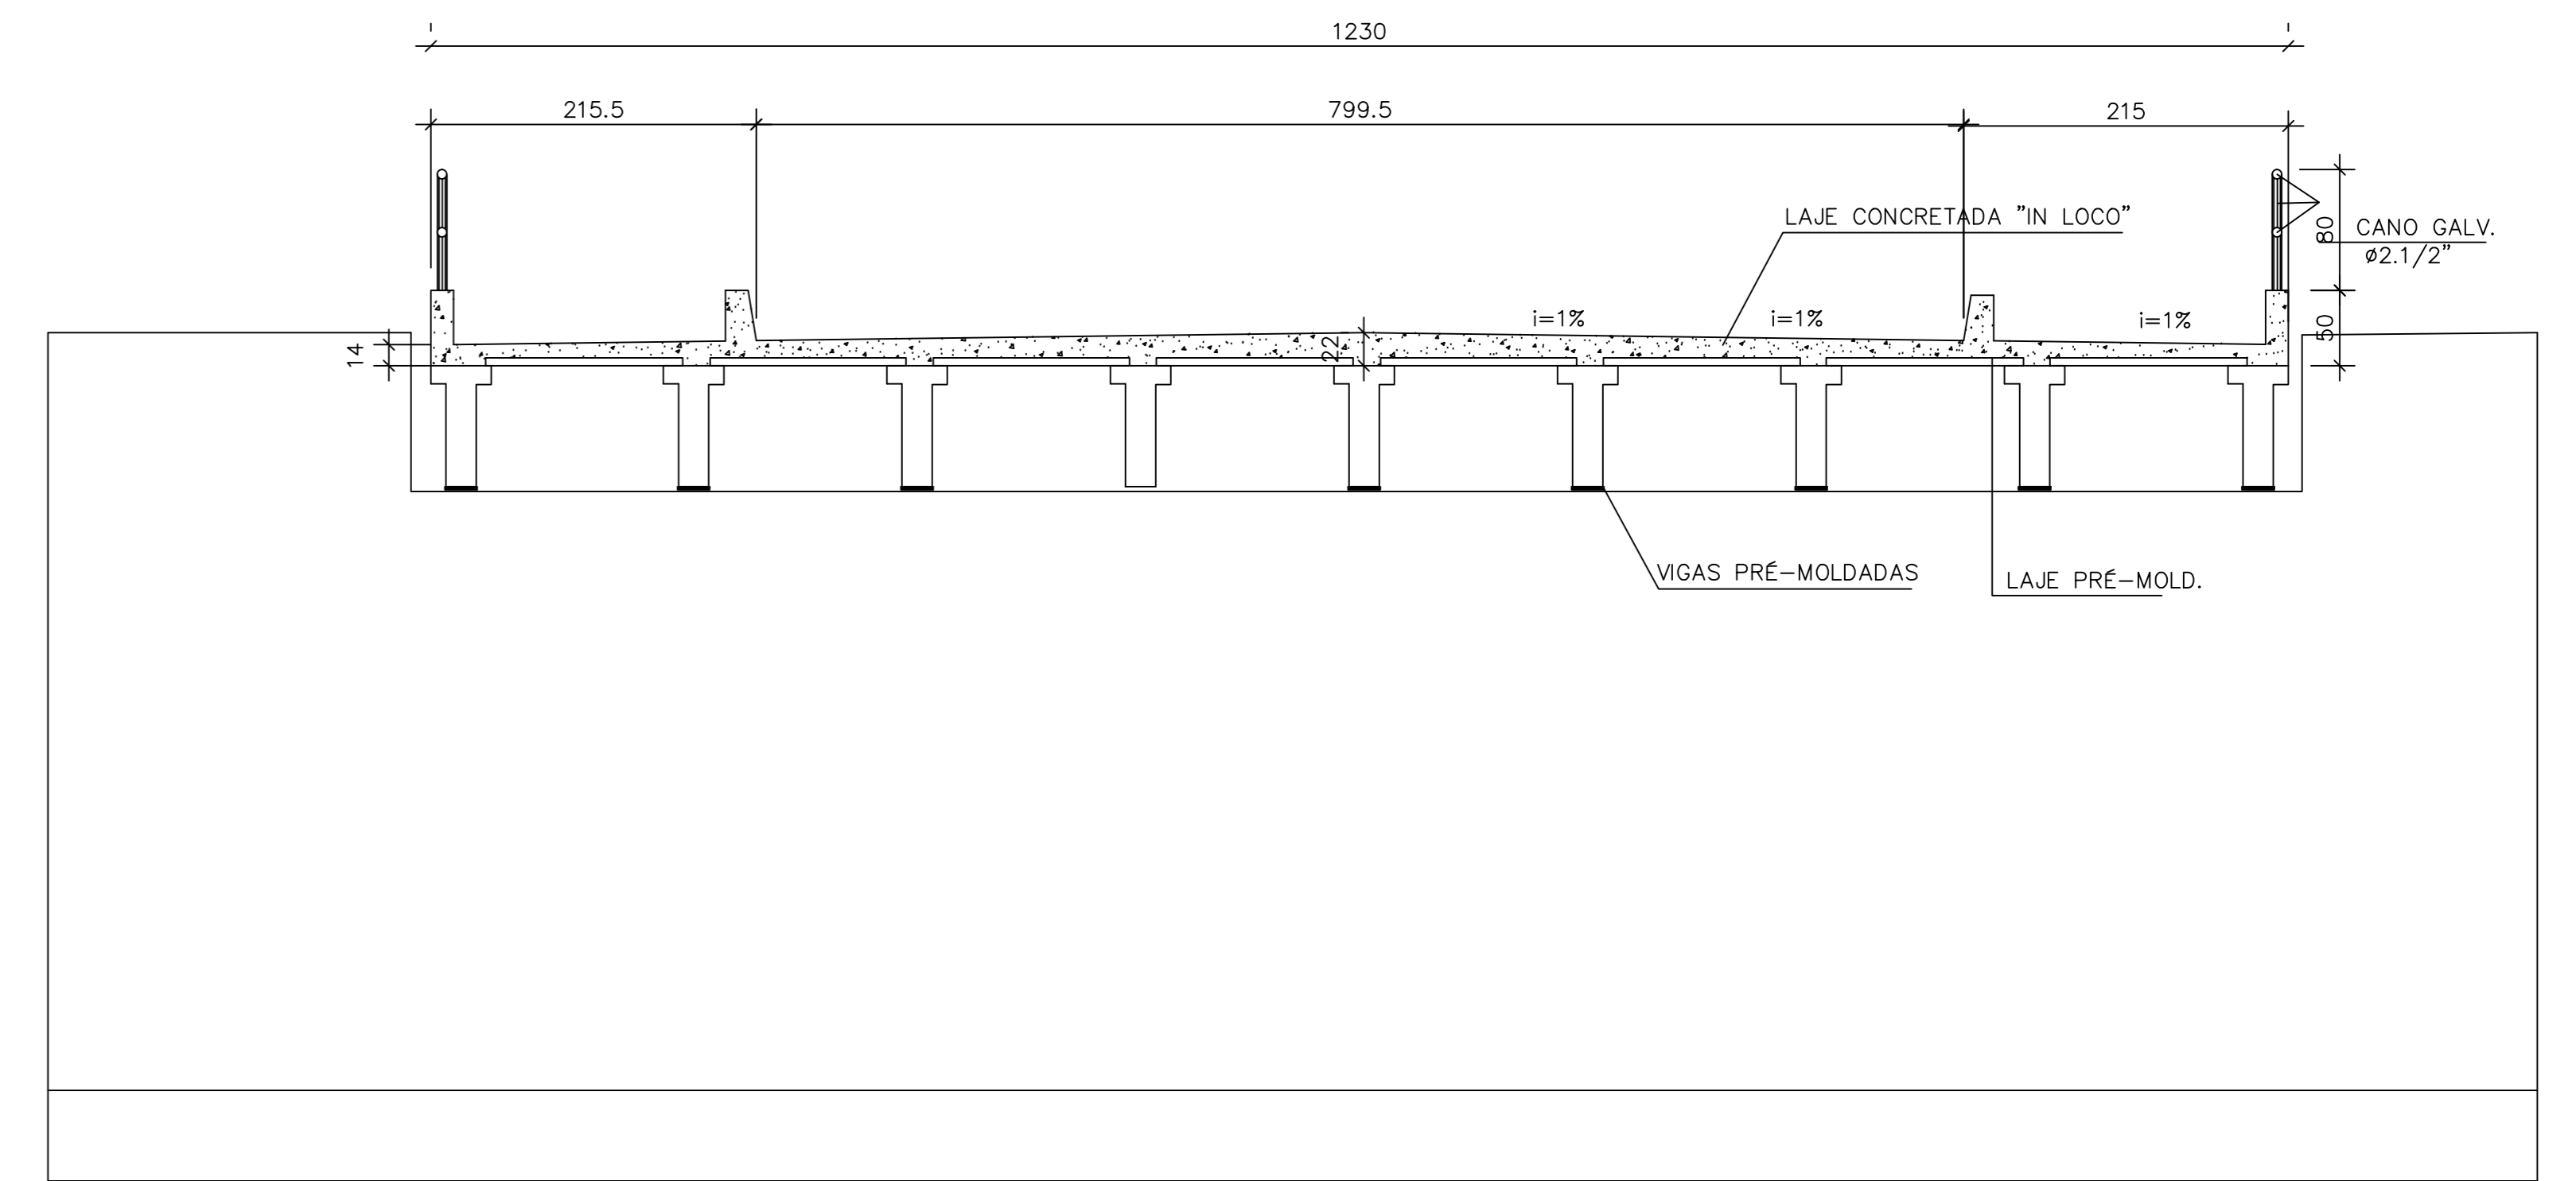 1230
215.5
799.5
215
LAJE CONCRETADA "IN LOCO"
80
CANO GALV.
ø2.1/2"
i=1%
i=1%
i=1%
50
14
22
VIGAS PRÉ-MOLDADAS
LAJE PRÉ-MOLD.